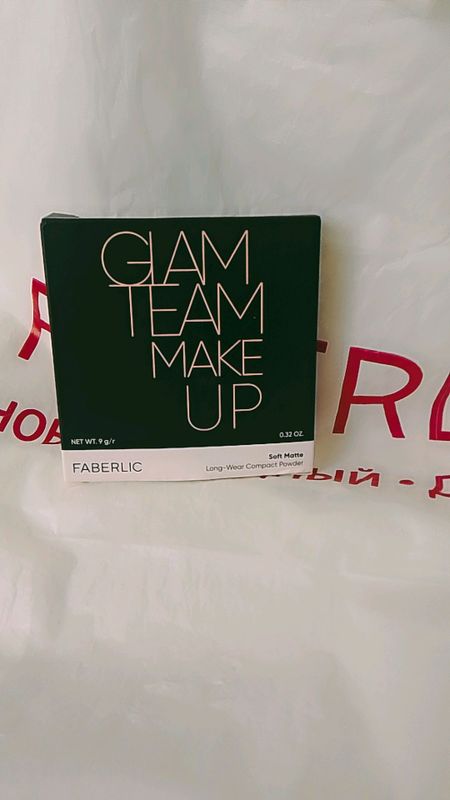 GLAM
TEAM
MAKE
UP
NET WT. 9 g/r
0.32 OZ.
FABERLIC
Soft Matte
Long-Wear Compact Powder